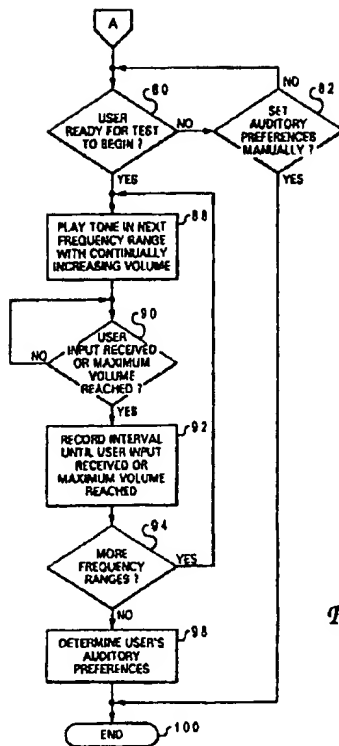 A
80
USER
READY FOR TEST
TO BEGIN ?
NO
YES
82
NO
SET
AUDITORY
PREFERENCES
MANUALLY ?
YES
88
PLAY TONE IN NEXT
FREQUENCY RANGE
WITH CONTINUALLY
INCREASING VOLUME
90
USER
INPUT RECEIVED
OR MAXIMUM
VOLUME
REACHED ?
NO
YES
92
RECORD INTERVAL
UNTIL USER INPUT
RECEIVED OR
MAXIMUM VOLUME
REACHED
94
MORE
FREQUENCY
RANGES ?
YES
NO
98
DETERMINE USER'S
AUDITORY
PREFERENCES
END
100